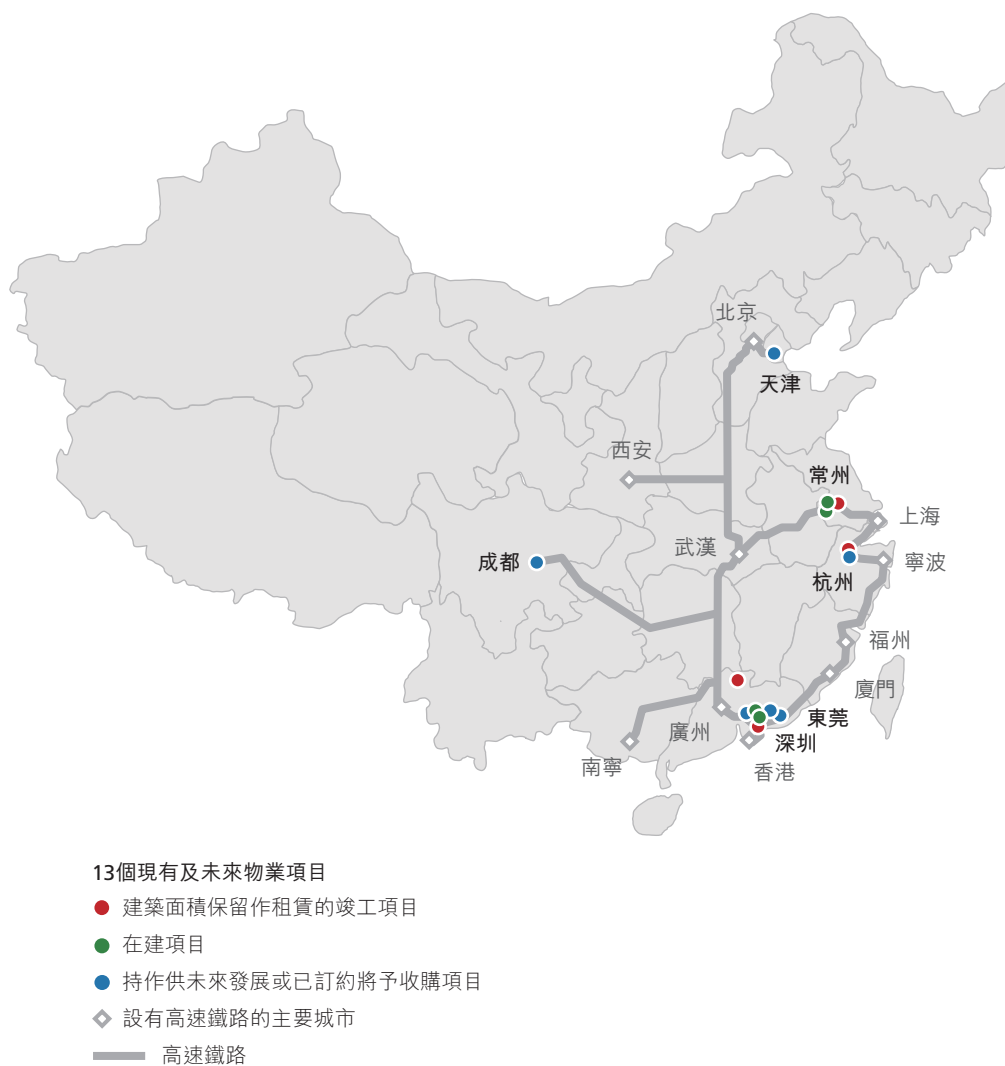 北京
天津
西安
常州
上海
武漢
成都
寧波
杭州
福州
廈門
東莞
廣州
深圳
南寧
香港
13個現有及未來物業項目
建築面積保留作租賃的竣工項目
在建項目
持作供未來發展或已訂約將予收購項目
設有高速鐵路的主要城市
高速鐵路